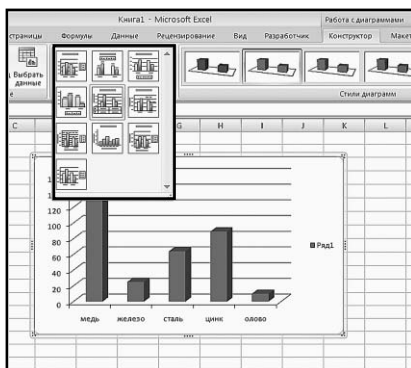 Книга1 - Microsoft Excel
Работа с диаграммами
страницы Формулы Данные Рецензирование Вид Разработчик Конструктор Макет
Выбрать
данные
Стили диаграмм
C G H I J K L
120
100
80
60
40
20
0
медь железо сталь цинк олово
Ряд1